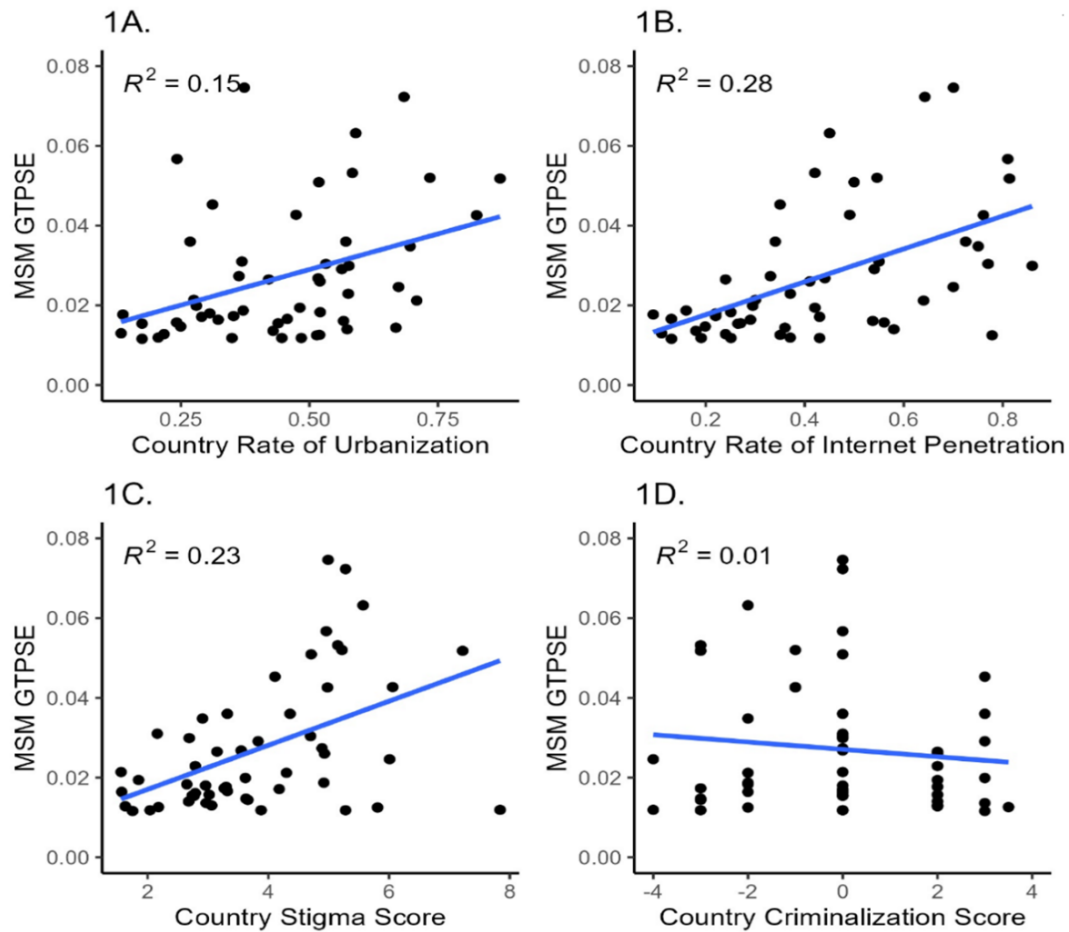 1A.
R² = 0.15
MSM GTPSE
0.08
0.06
0.04
0.02
0.00
0.25 0.50 0.75
Country Rate of Urbanization
1B.
R² = 0.28
MSM GTPSE
0.08
0.06
0.04
0.02
0.00
0.2 0.4 0.6 0.8
Country Rate of Internet Penetration
1C.
R² = 0.23
MSM GTPSE
0.08
0.06
0.04
0.02
0.00
2 4 6 8
Country Stigma Score
1D.
R² = 0.01
MSM GTPSE
0.08
0.06
0.04
0.02
0.00
-4 -2 0 2 4
Country Criminalization Score